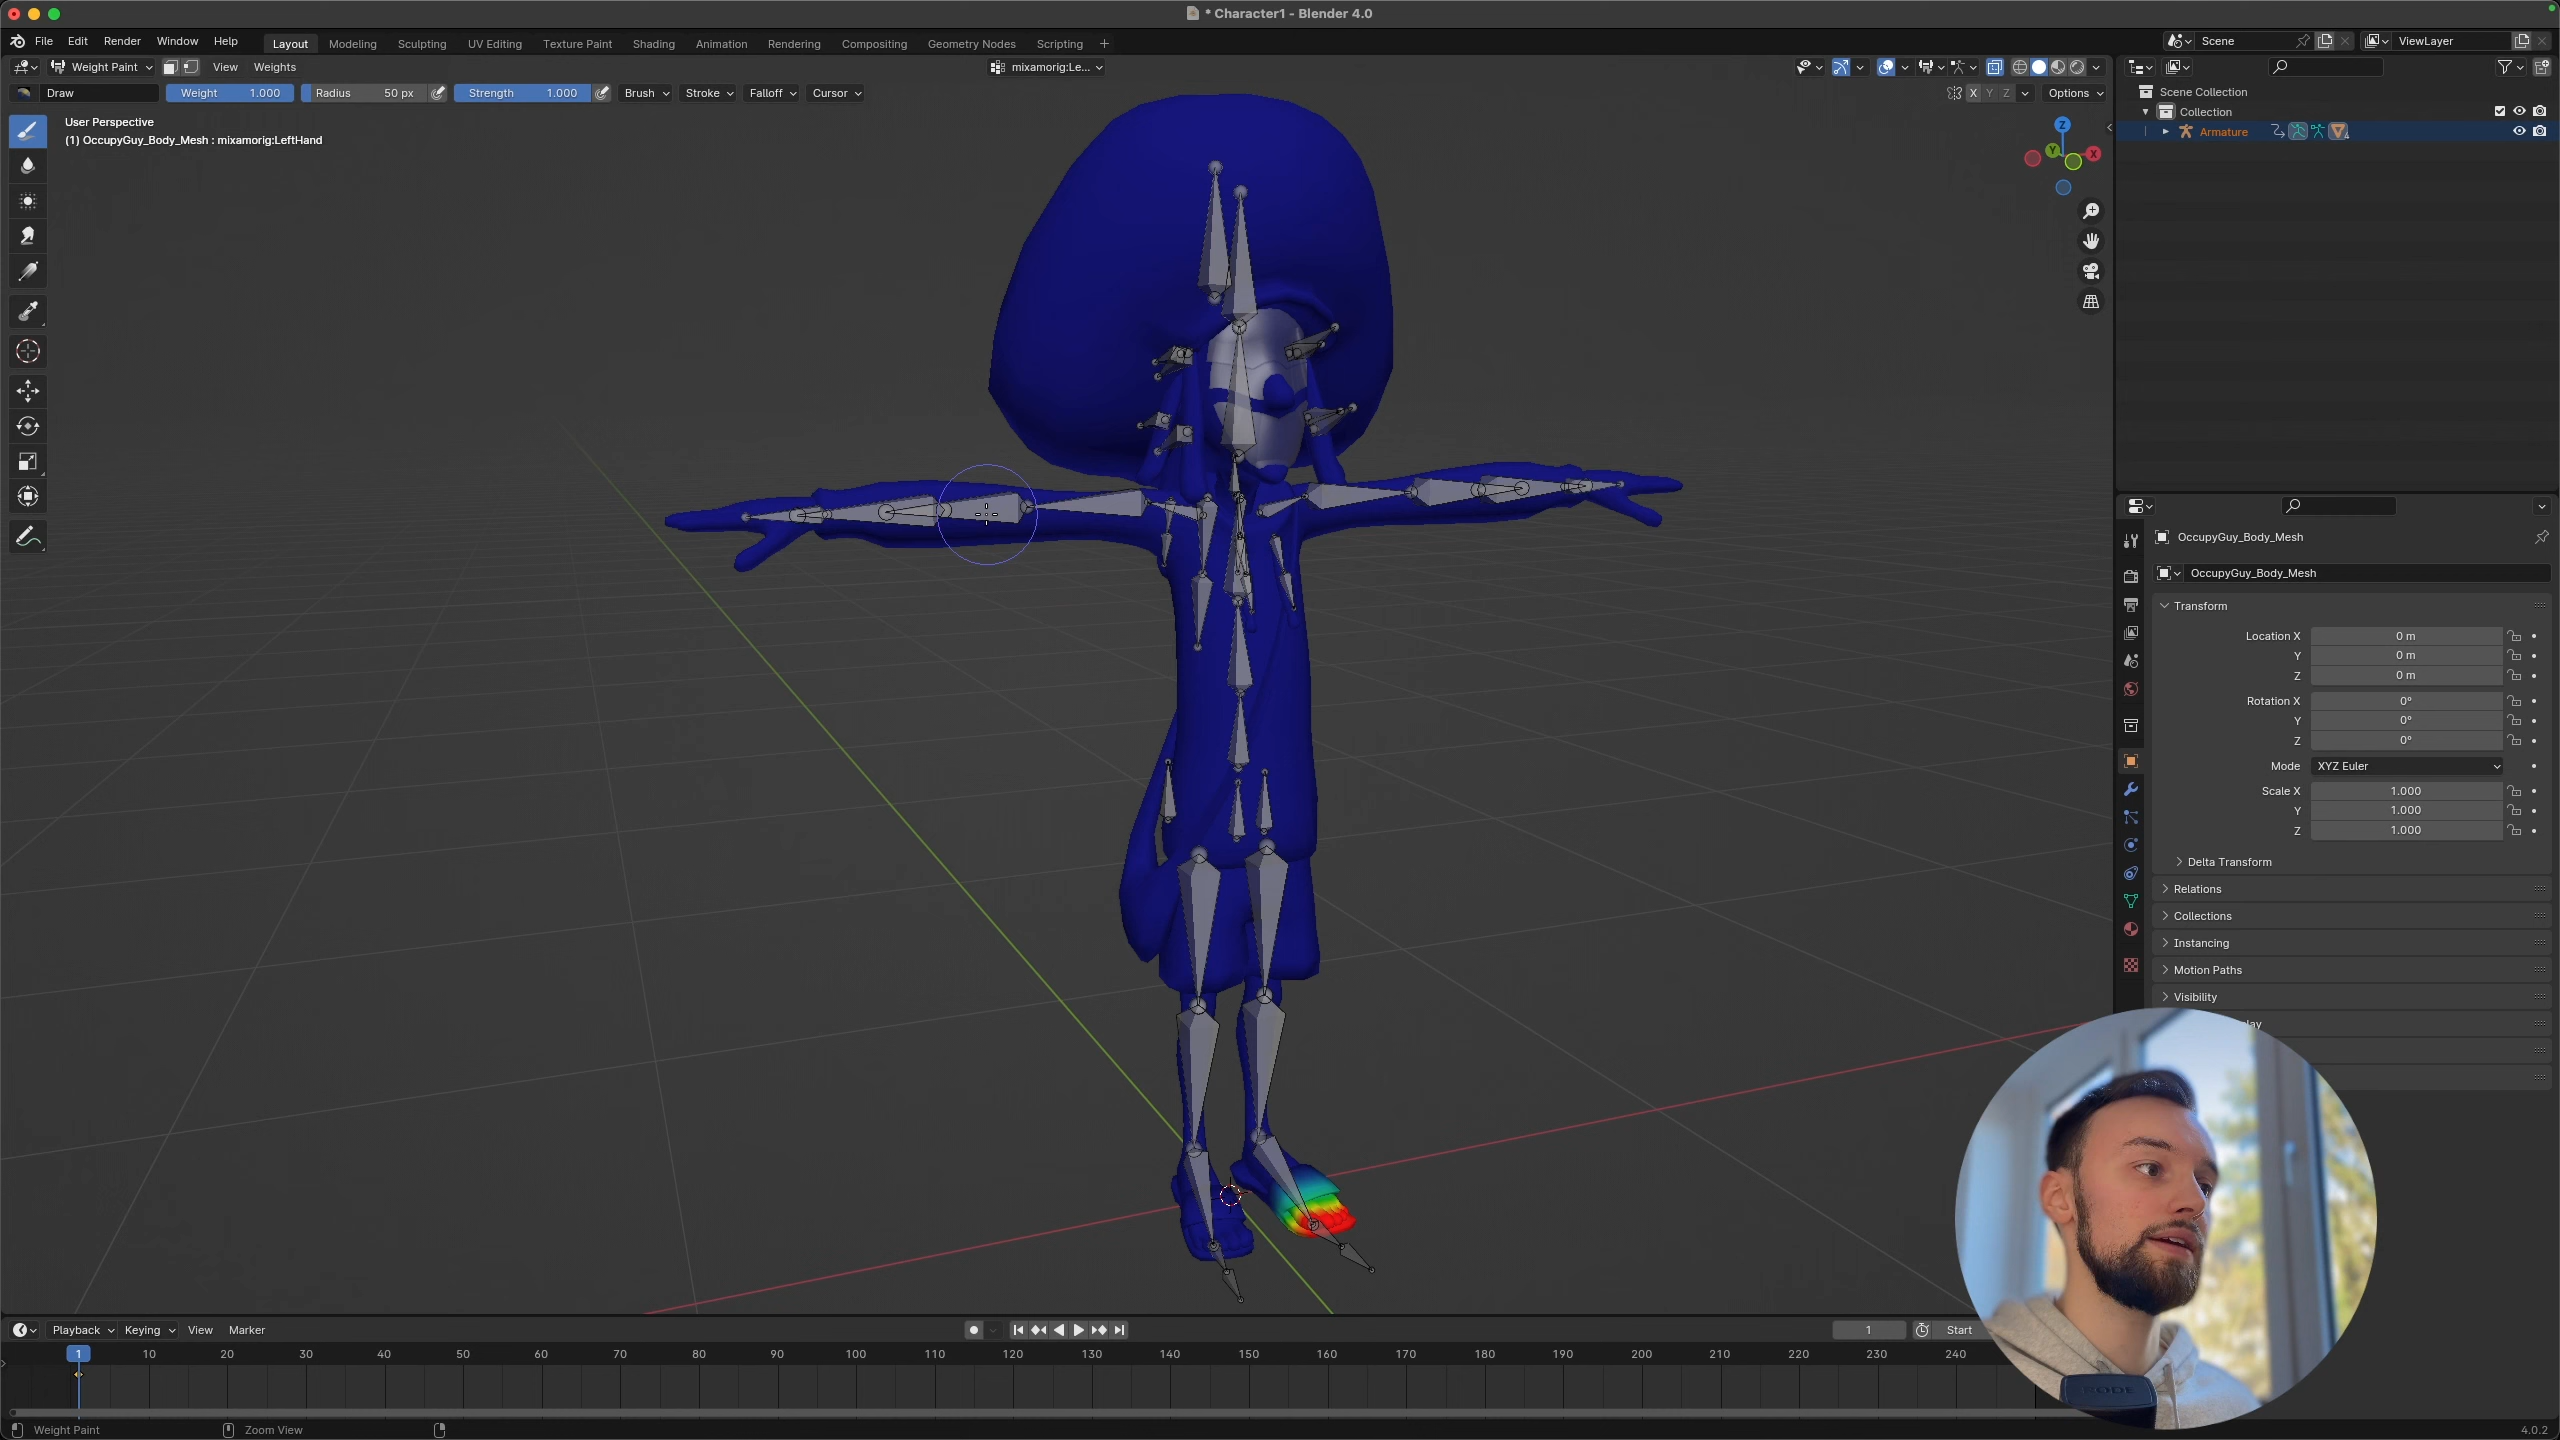 * Character1 - Blender 4.0
File Edit Render Window Help
Layout Modeling Sculpting UV Editing Texture Paint Shading Animation Rendering Compositing Geometry Nodes Scripting +
Scene
ViewLayer
Weight Paint View Weights
mixamorig:Le...
Draw Weight 1.000 Radius 50 px Strength 1.000 Brush Stroke Falloff Cursor
X Y Z Options
User Perspective
(1) OccupyGuy_Body_Mesh : mixamorig:LeftHand
Z
Y
X
Scene Collection
Collection
Armature
OccupyGuy_Body_Mesh
OccupyGuy_Body_Mesh
Transform
Location X 0 m
Y 0 m
Z 0 m
Rotation X 0°
Y 0°
Z 0°
Mode XYZ Euler
Scale X 1.000
Y 1.000
Z 1.000
Delta Transform
Relations
Collections
Instancing
Motion Paths
Visibility
lay
RODE
Playback Keying View Marker
1
Start
1 10 20 30 40 50 60 70 80 90 100 110 120 130 140 150 160 170 180 190 200 210 220 230 240
Weight Paint Zoom View
4.0.2